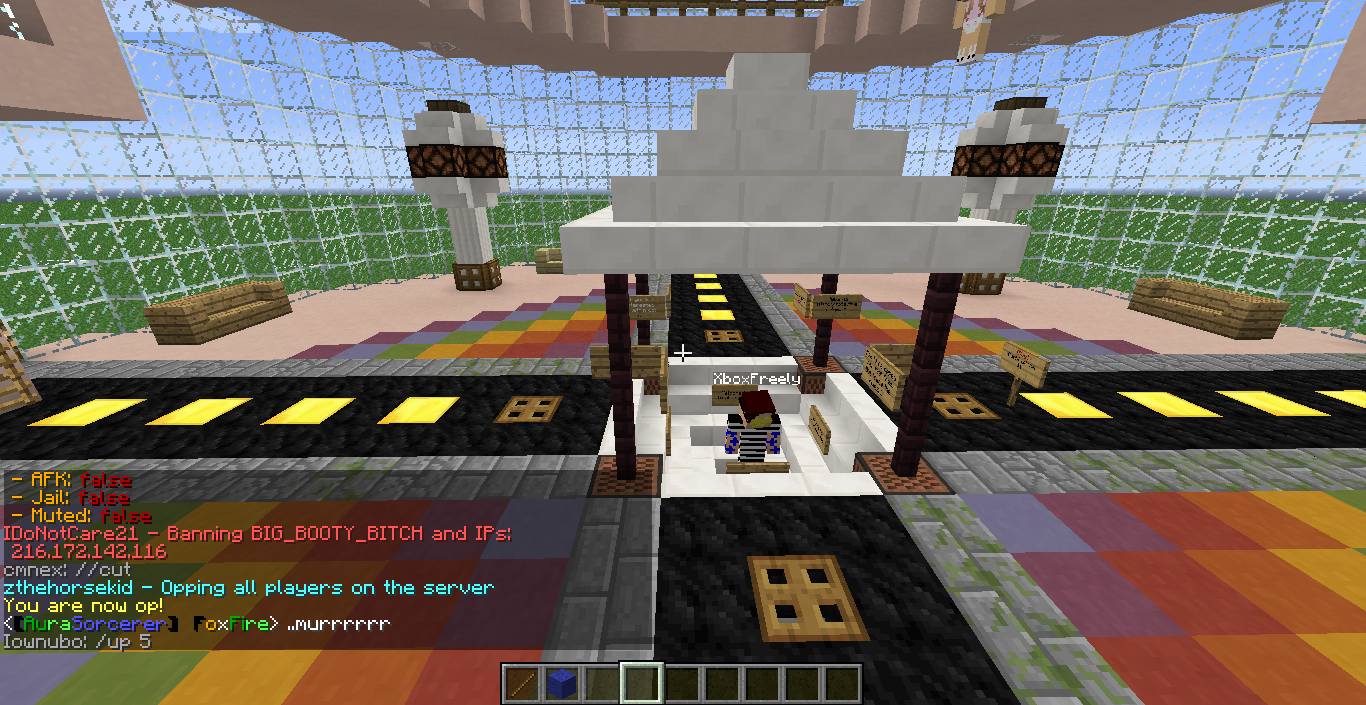 XboxFreely
- AFK: false
- Jail: false
- Muted: false
IDoNotCare21 - Banning BIG_BOOTY_BITCH and IPs:
216.172.142.116
cmnex: //cut
zthehorsekid - Opping all players on the server
You are now op!
<[AuraSorcerer] FoxFire> ..murrrrrr
Iownubo: /up 5